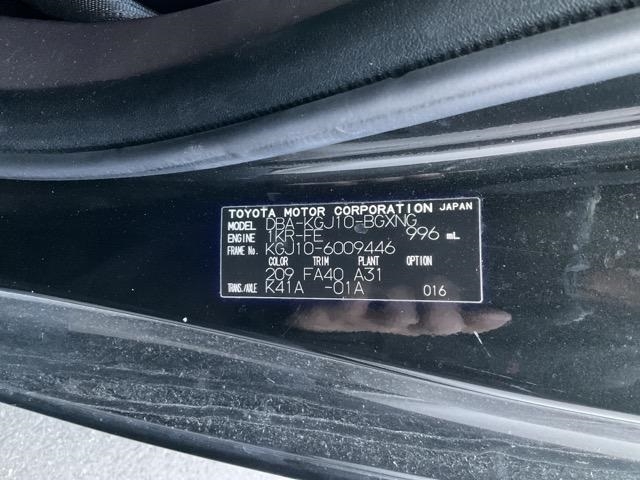 TOYOTA MOTOR CORPORATION JAPAN
MODEL DBA-KGJ10-BGXNG
ENGINE 1KR-FE 996 mL
FRAME No. KGJ10-6009446
COLOR TRIM PLANT OPTION
209 FA40 A31
TRANS./AXLE K41A -01A 016